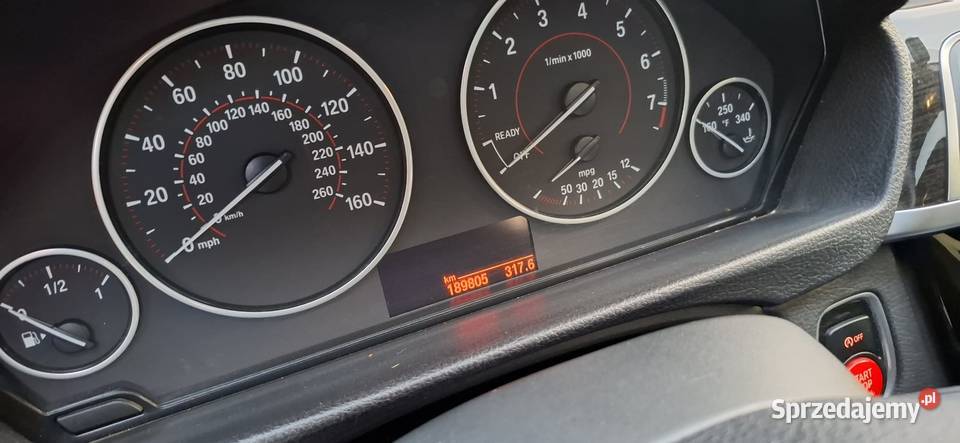 20 40 60 80 100 120 140 160
20 40 60 80 100 120 140 160 180 200 220 240 260
0 km/h
0 mph
1 2 3 4 5 6 7
1/min x 1000
READY
OFF
mpg
50 30 20 15 12
160 250 340
°F
0 1/2 1
km
189805 317.6
OFF
START
STOP
Sprzedajemy.pl